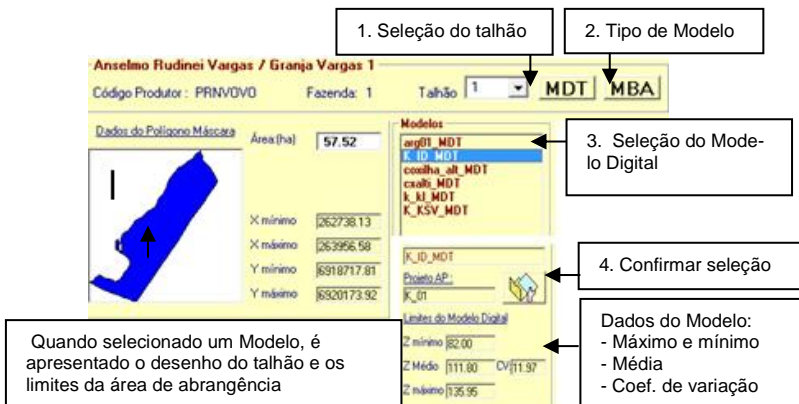 1. Seleção do talhão
2. Tipo de Modelo
Anselmo Rudinei Vargas / Granja Vargas 1
Código Produtor : PRNVOVO
Fazenda: 1
Talhão 1
MDT
MBA
Dados do Polígono Máscara
Área:(ha) 57.52
X mínimo 262738.13
X máximo 263956.58
Y mínimo 6918717.81
Y máximo 6920173.92
Modelos
arg01_MDT
K_ID_MDT
coxilha_alt_MDT
cxalti_MDT
k_kl_MDT
K_KSV_MDT
3. Seleção do Mode-
lo Digital
K_ID_MDT
Projeto AP :
K_01
4. Confirmar seleção
Limites do Modelo Digital
Z mínimo 82.00
Z Médio 111.80 CV 11.97
Z máximo 135.95
Quando selecionado um Modelo, é
apresentado o desenho do talhão e os
limites da área de abrangência
Dados do Modelo:
- Máximo e mínimo
- Média
- Coef. de variação